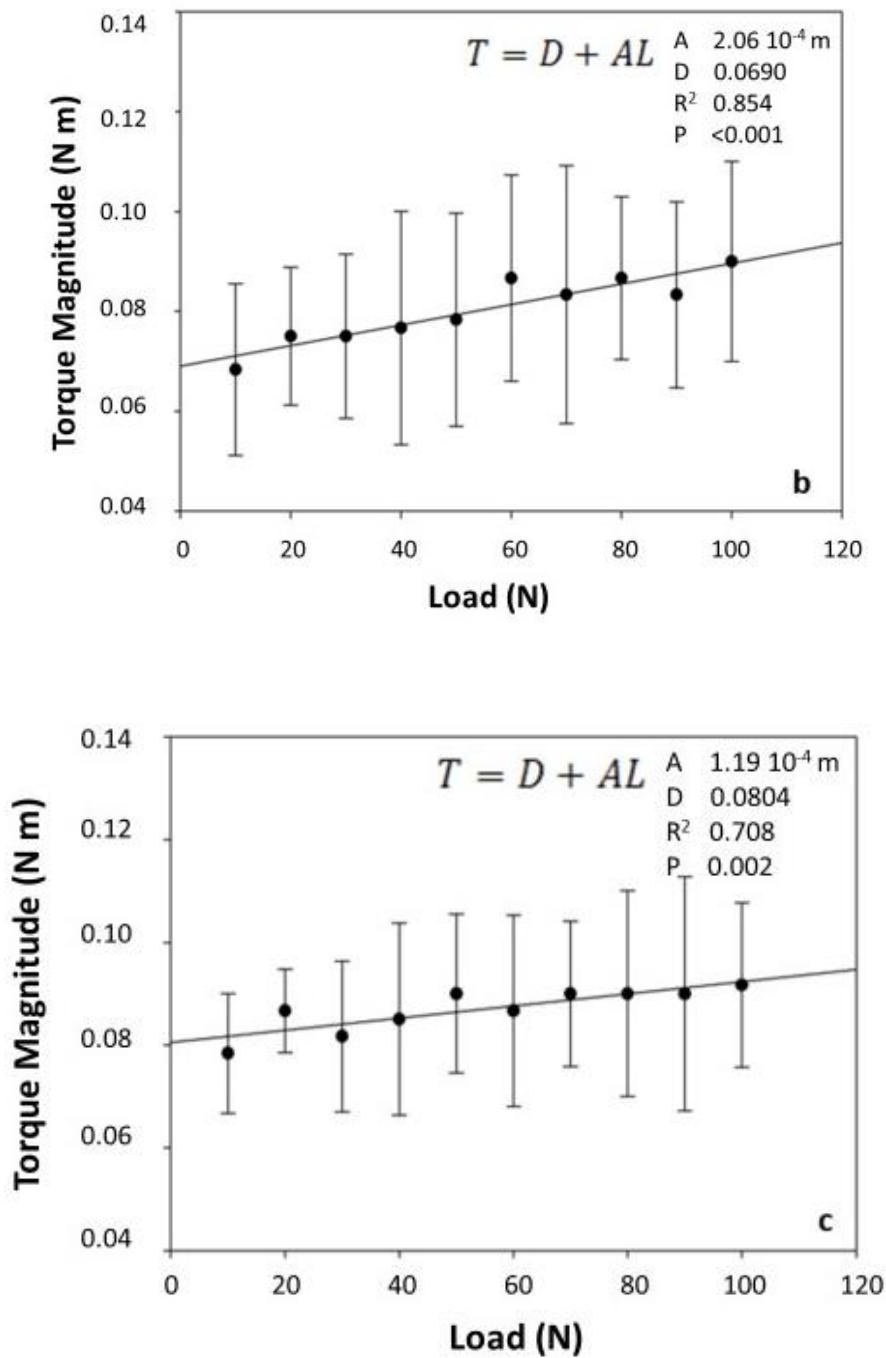 0.14
T = D + AL
A 2.06 10⁻⁴ m
D 0.0690
R² 0.854
P <0.001
0.12
0.10
0.08
0.06
0.04
Torque Magnitude (N m)
b
0 20 40 60 80 100 120
Load (N)
0.14
T = D + AL
A 1.19 10⁻⁴ m
D 0.0804
R² 0.708
P 0.002
0.12
0.10
0.08
0.06
0.04
Torque Magnitude (N m)
c
0 20 40 60 80 100 120
Load (N)